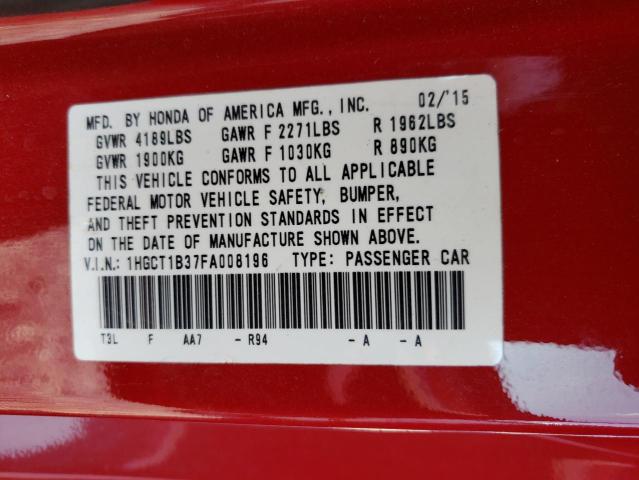 MFD. BY HONDA OF AMERICA MFG., INC. 02/'15
GVWR 4189LBS GAWR F 2271LBS R 1962LBS
GVWR 1900KG GAWR F 1030KG R 890KG
THIS VEHICLE CONFORMS TO ALL APPLICABLE
FEDERAL MOTOR VEHICLE SAFETY, BUMPER,
AND THEFT PREVENTION STANDARDS IN EFFECT
ON THE DATE OF MANUFACTURE SHOWN ABOVE.
V.I.N.: 1HGCT1B37FA008196 TYPE: PASSENGER CAR
T3L F AA7 - R94 - A - A